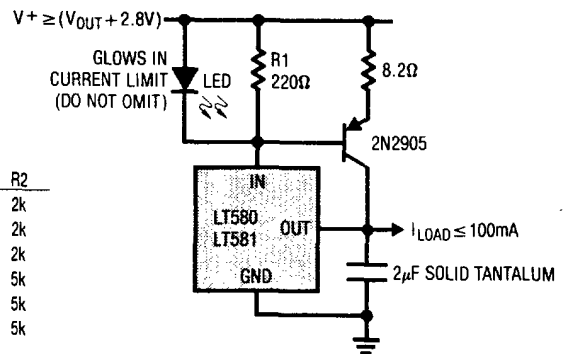 V+ ≥ (VOUT + 2.8V)
GLOWS IN
CURRENT LIMIT
(DO NOT OMIT)
LED
R1
220Ω
8.2Ω
2N2905
R2
2k
2k
2k
5k
5k
5k
IN
LT580
LT581
OUT
GND
ILOAD ≤ 100mA
2μF SOLID TANTALUM